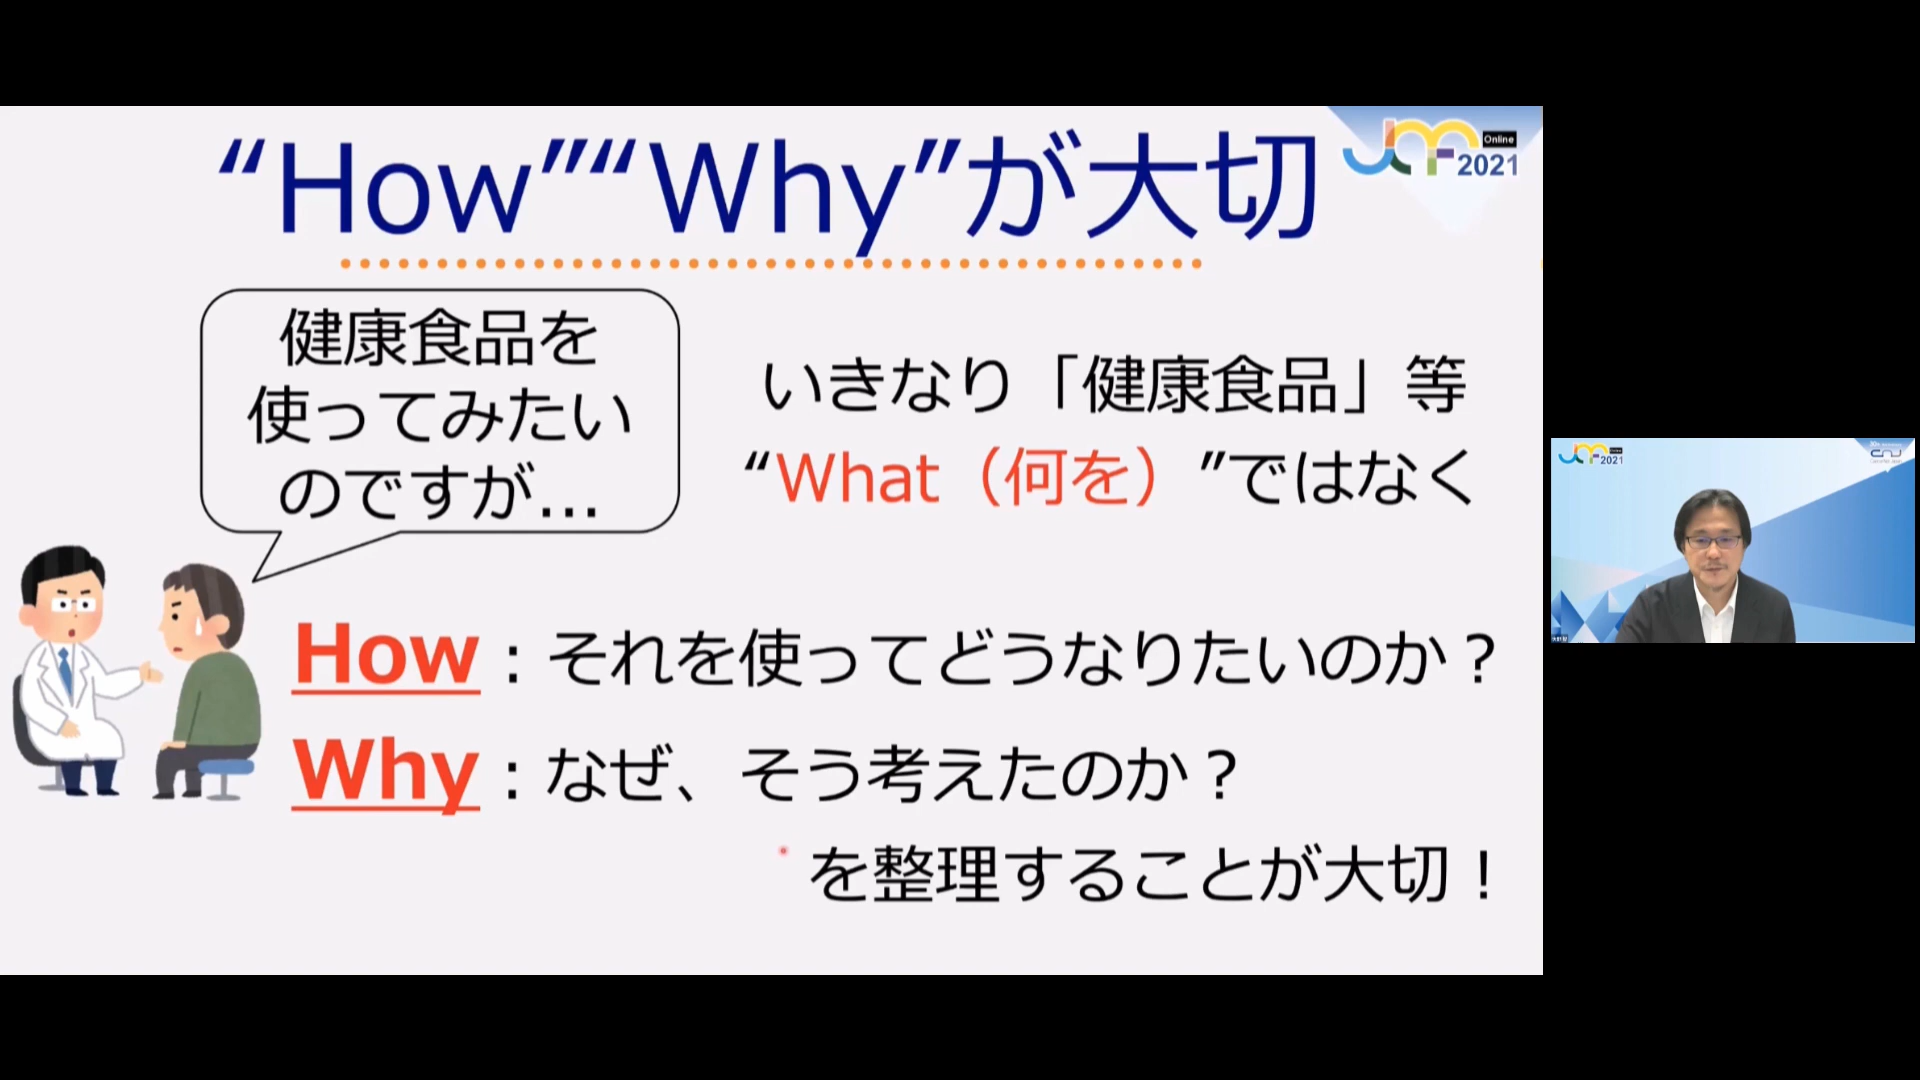 “How”“Why”が大切
Online
2021
健康食品を
使ってみたい
のですが…
いきなり「健康食品」等
“What（何を）”ではなく
How：それを使ってどうなりたいのか？
Why：なぜ、そう考えたのか？
を整理することが大切！
2021